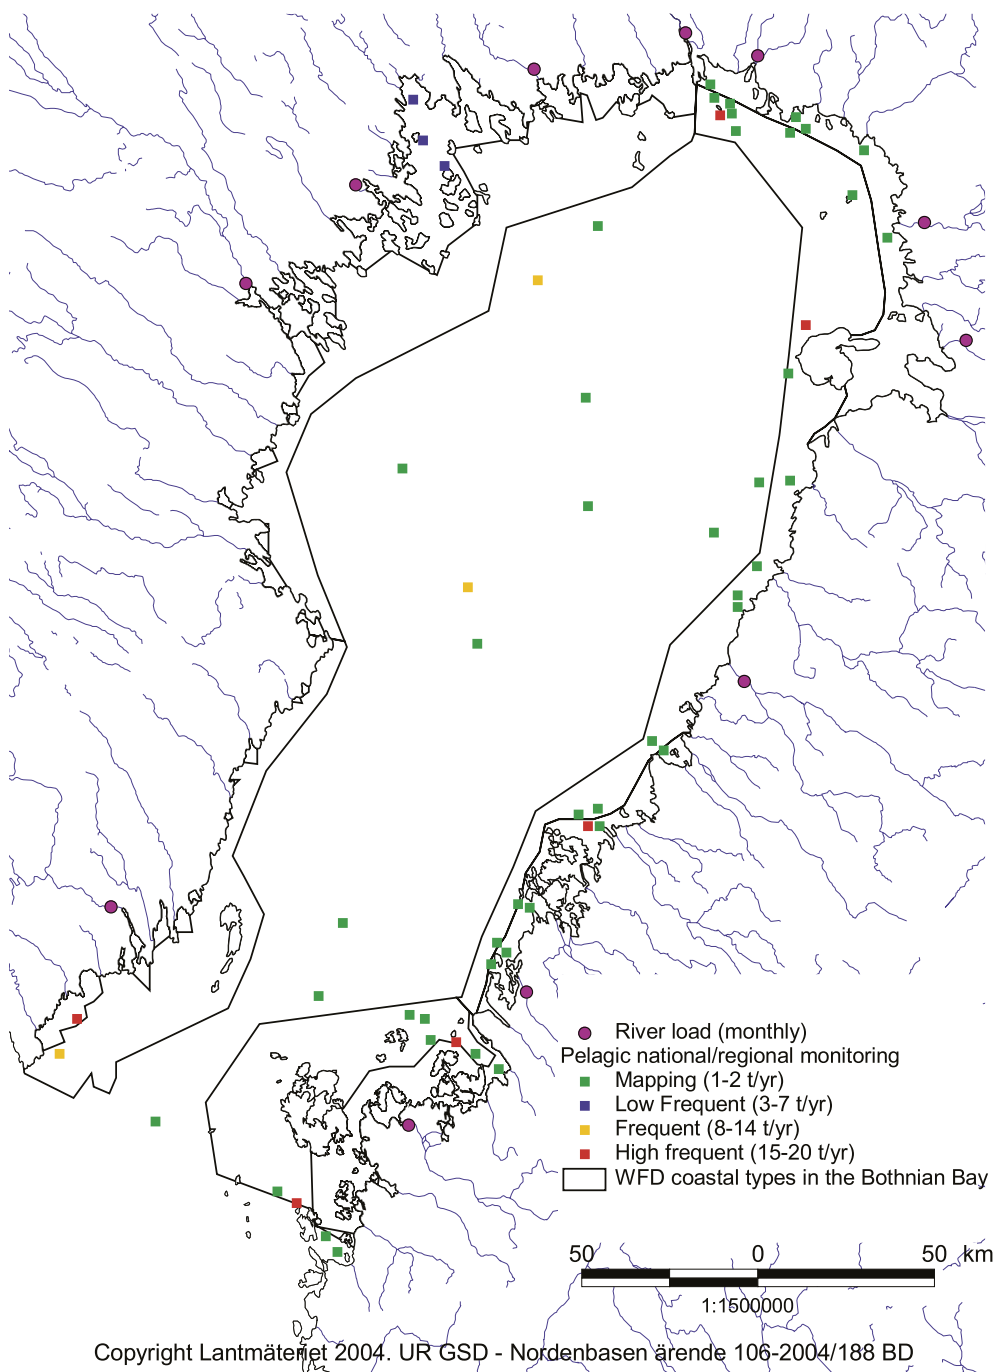 River load (monthly)
Pelagic national/regional monitoring
Mapping (1-2 t/yr)
Low Frequent (3-7 t/yr)
Frequent (8-14 t/yr)
High frequent (15-20 t/yr)
WFD coastal types in the Bothnian Bay
50 0 50 km
1:1500000
Copyright Lantmäteriet 2004. UR GSD - Nordenbasen ärende 106-2004/188 BD